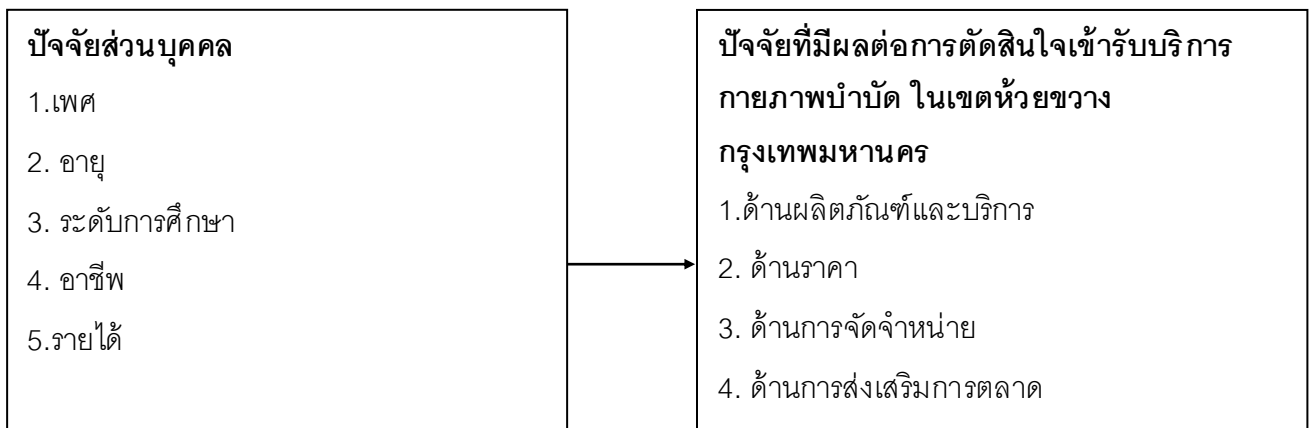 ปัจจัยส่วนบุคคล
1.เพศ
2. อายุ
3. ระดับการศึกษา
4. อาชีพ
5.รายได้
ปัจจัยที่มีผลต่อการตัดสินใจเข้ารับบริการ
กายภาพบำบัด ในเขตห้วยขวาง
กรุงเทพมหานคร
1.ด้านผลิตภัณฑ์และบริการ
2. ด้านราคา
3. ด้านการจัดจำหน่าย
4. ด้านการส่งเสริมการตลาด